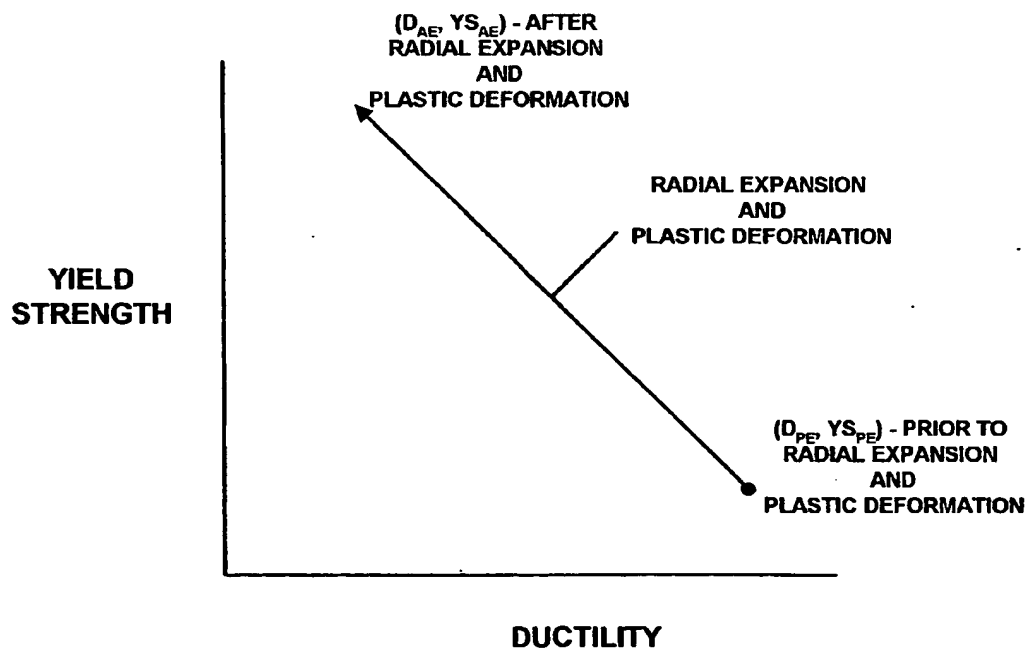 (D_AE, YS_AE) - AFTER
RADIAL EXPANSION
AND
PLASTIC DEFORMATION
RADIAL EXPANSION
AND
PLASTIC DEFORMATION
YIELD
STRENGTH
(D_PE, YS_PE) - PRIOR TO
RADIAL EXPANSION
AND
PLASTIC DEFORMATION
DUCTILITY